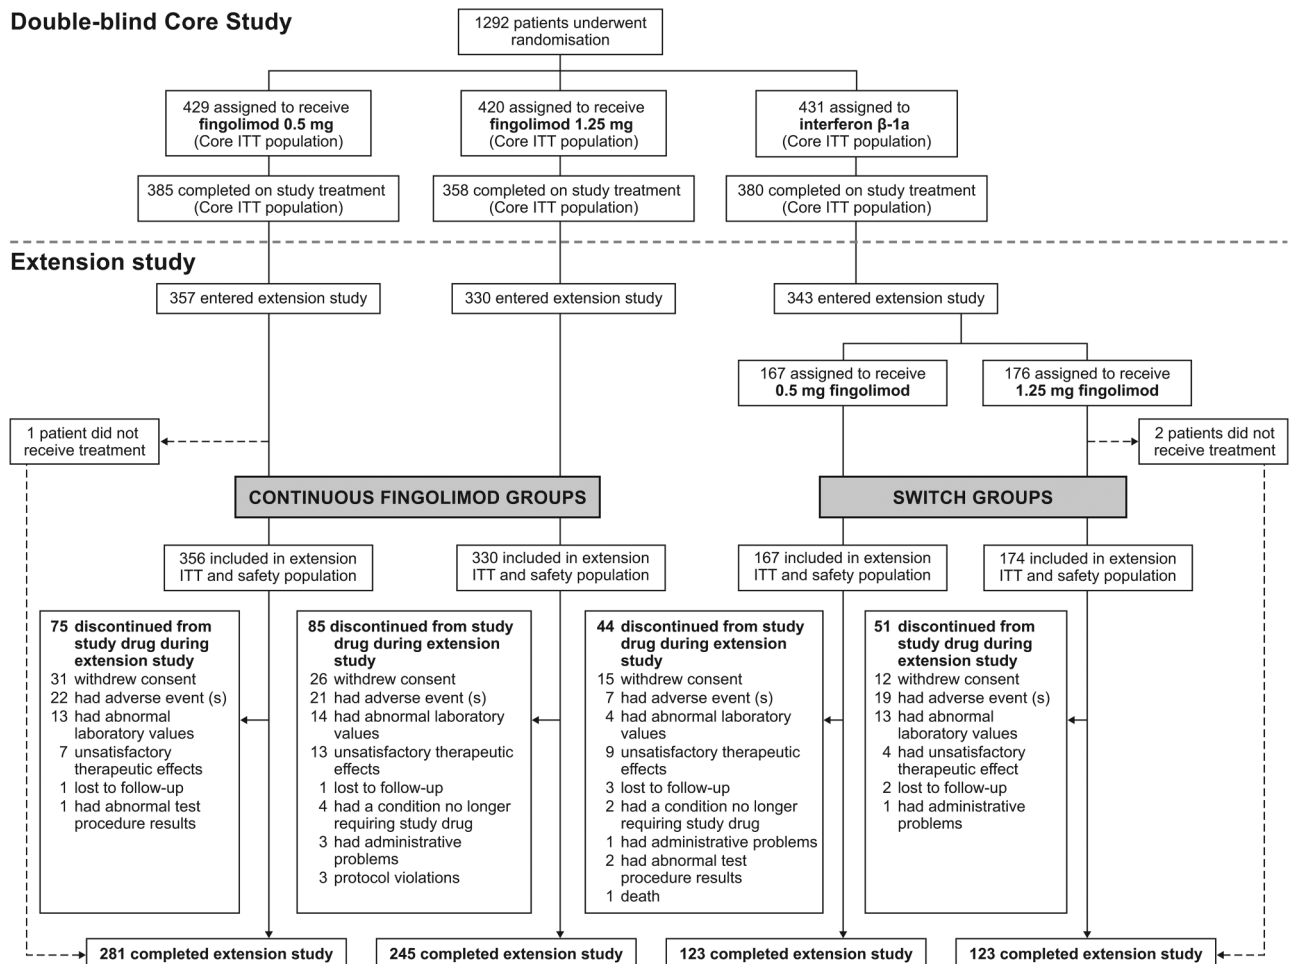 Double-blind Core Study
1292 patients underwent
randomisation
429 assigned to receive
fingolimod 0.5 mg
(Core ITT population)
420 assigned to receive
fingolimod 1.25 mg
(Core ITT population)
431 assigned to
interferon β-1a
(Core ITT population)
385 completed on study treatment
(Core ITT population)
358 completed on study treatment
(Core ITT population)
380 completed on study treatment
(Core ITT population)
Extension study
357 entered extension study
330 entered extension study
343 entered extension study
167 assigned to receive
0.5 mg fingolimod
176 assigned to receive
1.25 mg fingolimod
1 patient did not
receive treatment
2 patients did not
receive treatment
CONTINUOUS FINGOLIMOD GROUPS
SWITCH GROUPS
356 included in extension
ITT and safety population
330 included in extension
ITT and safety population
167 included in extension
ITT and safety population
174 included in extension
ITT and safety population
75 discontinued from
study drug during
extension study
31 withdrew consent
22 had adverse event (s)
13 had abnormal
laboratory values
7 unsatisfactory
therapeutic effects
1 lost to follow-up
1 had abnormal test
procedure results
85 discontinued from study
drug during extension
study
26 withdrew consent
21 had adverse event (s)
14 had abnormal laboratory
values
13 unsatisfactory therapeutic
effects
1 lost to follow-up
4 had a condition no longer
requiring study drug
3 had administrative
problems
3 protocol violations
44 discontinued from study
drug during extension
study
15 withdrew consent
7 had adverse event (s)
4 had abnormal laboratory
values
9 unsatisfactory therapeutic
effects
3 lost to follow-up
2 had a condition no longer
requiring study drug
1 had administrative problems
2 had abnormal test
procedure results
1 death
51 discontinued from
study drug during
extension study
12 withdrew consent
19 had adverse event (s)
13 had abnormal
laboratory values
4 had unsatisfactory
therapeutic effect
2 lost to follow-up
1 had administrative
problems
281 completed extension study
245 completed extension study
123 completed extension study
123 completed extension study